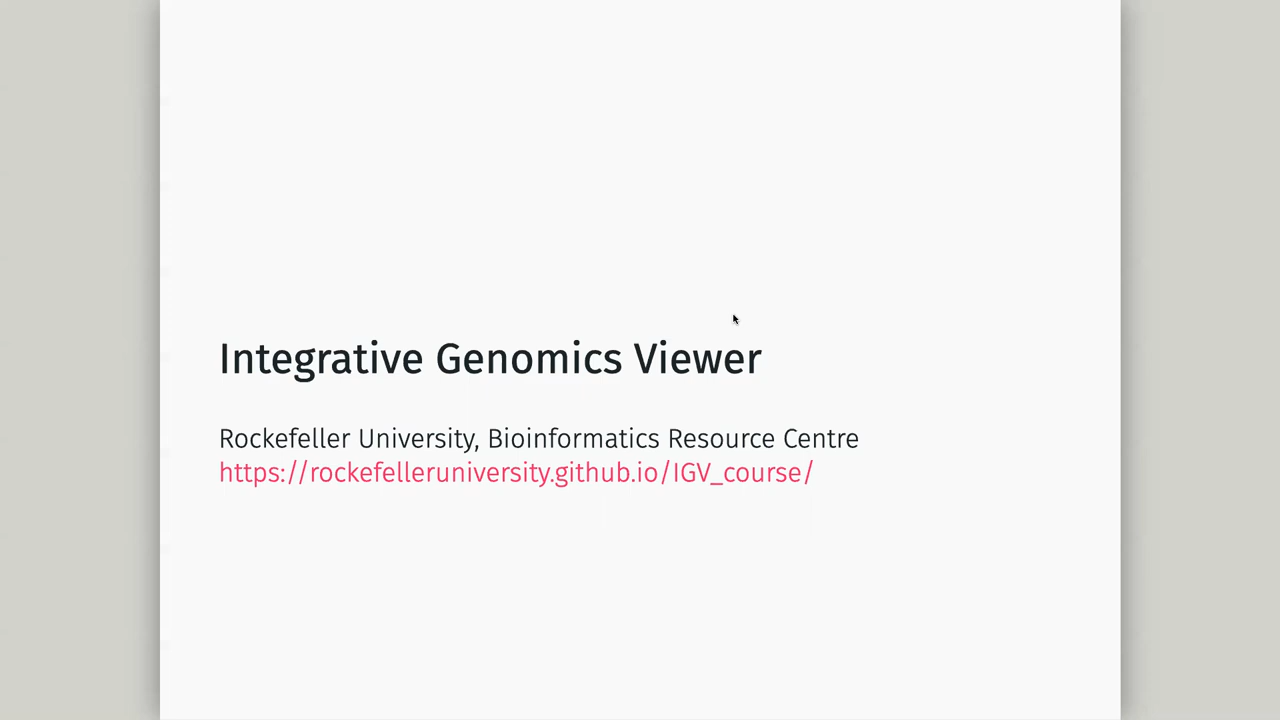 Integrative Genomics Viewer
Rockefeller University, Bioinformatics Resource Centre
https://rockefelleruniversity.github.io/IGV_course/